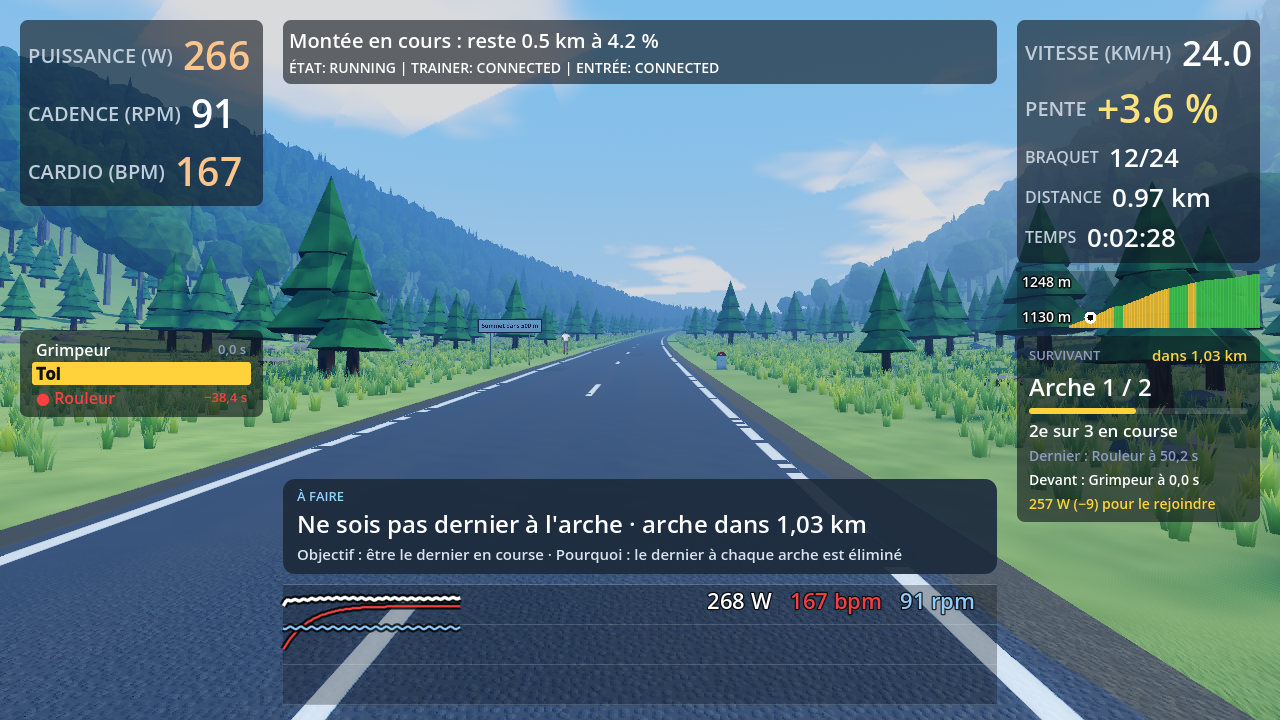 PUISSANCE (W) 266
CADENCE (RPM) 91
CARDIO (BPM) 167
Montée en cours : reste 0.5 km à 4.2 %
ÉTAT: RUNNING | TRAINER: CONNECTED | ENTRÉE: CONNECTED
VITESSE (KM/H) 24.0
PENTE +3.6 %
BRAQUET 12/24
DISTANCE 0.97 km
TEMPS 0:02:28
1248 m
1130 m
Summet dans 500 m
Grimpeur 0,0 s
Toi
Rouleur −38,4 s
SURVIVANT dans 1,03 km
Arche 1 / 2
2e sur 3 en course
Dernier : Rouleur à 50,2 s
Devant : Grimpeur à 0,0 s
257 W (−9) pour le rejoindre
À FAIRE
Ne sois pas dernier à l'arche · arche dans 1,03 km
Objectif : être le dernier en course · Pourquoi : le dernier à chaque arche est éliminé
268 W 167 bpm 91 rpm